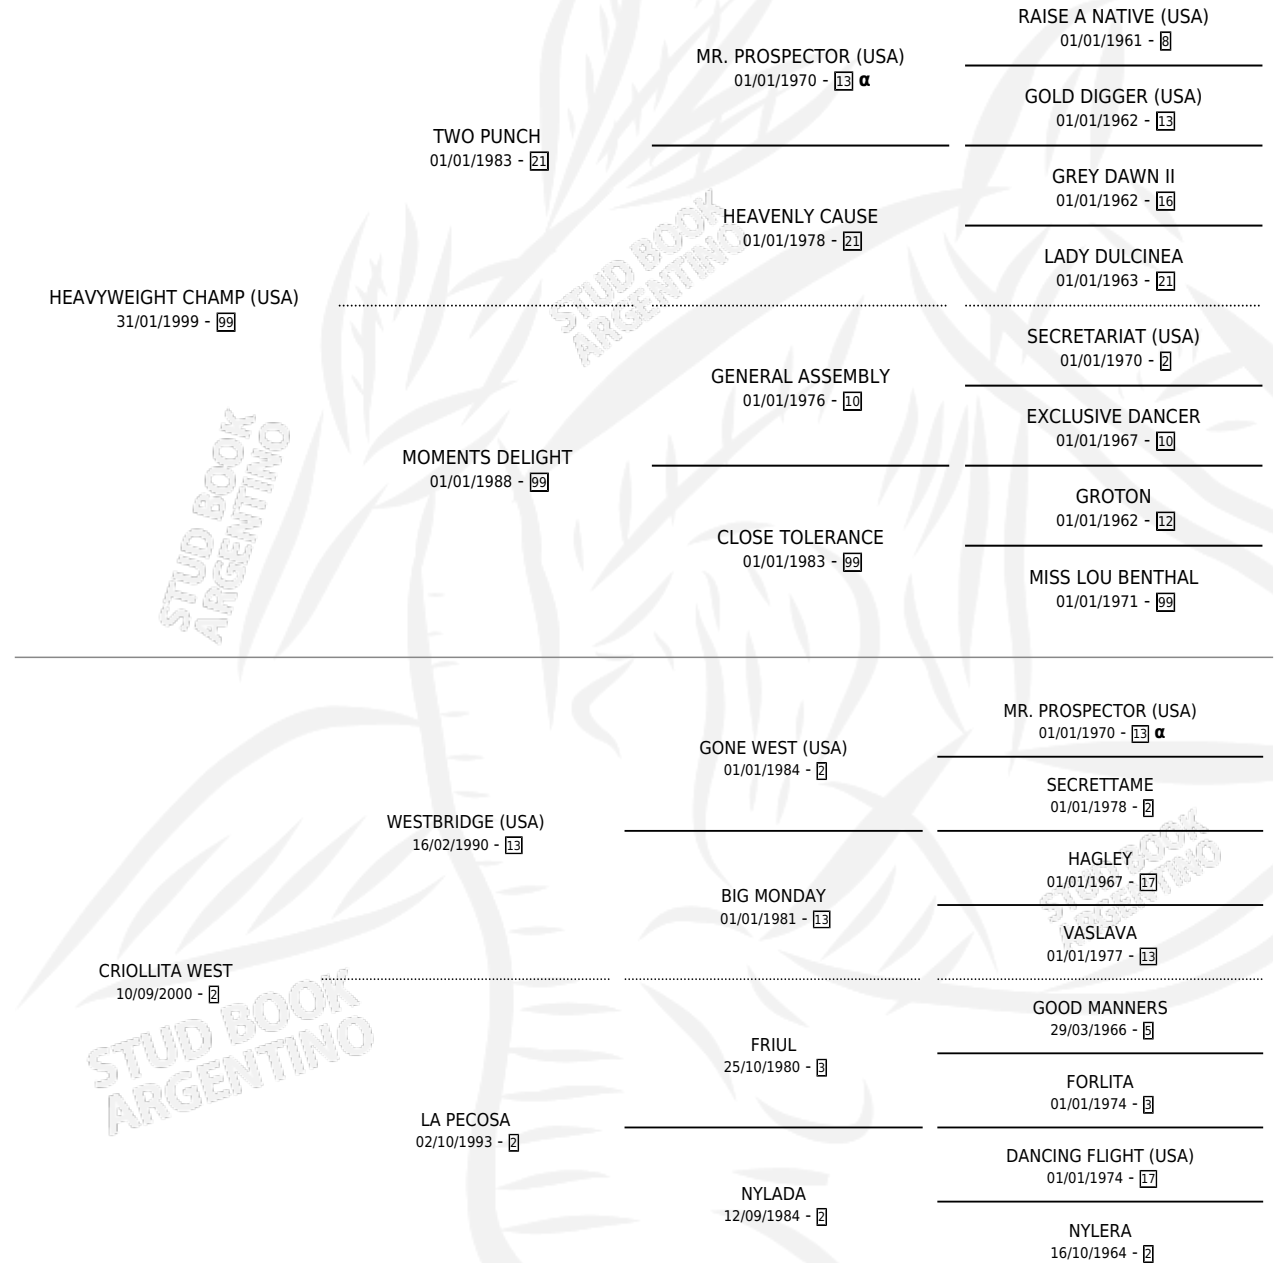 RAISE A NATIVE (USA)
01/01/1961 - 8
MR. PROSPECTOR (USA)
01/01/1970 - 13 α
GOLD DIGGER (USA)
01/01/1962 - 13
TWO PUNCH
01/01/1983 - 21
GREY DAWN II
01/01/1962 - 16
HEAVENLY CAUSE
01/01/1978 - 21
LADY DULCINEA
01/01/1963 - 21
HEAVYWEIGHT CHAMP (USA)
31/01/1999 - 99
SECRETARIAT (USA)
01/01/1970 - 2
GENERAL ASSEMBLY
01/01/1976 - 10
EXCLUSIVE DANCER
01/01/1967 - 10
MOMENTS DELIGHT
01/01/1988 - 99
GROTON
01/01/1962 - 12
CLOSE TOLERANCE
01/01/1983 - 99
MISS LOU BENTHAL
01/01/1971 - 99
MR. PROSPECTOR (USA)
01/01/1970 - 13 α
GONE WEST (USA)
01/01/1984 - 2
SECRETTAME
01/01/1978 - 2
WESTBRIDGE (USA)
16/02/1990 - 13
HAGLEY
01/01/1967 - 17
BIG MONDAY
01/01/1981 - 13
VASLAVA
01/01/1977 - 13
CRIOLLITA WEST
10/09/2000 - 2
GOOD MANNERS
29/03/1966 - 5
FRIUL
25/10/1980 - 3
FORLITA
01/01/1974 - 3
LA PECOSA
02/10/1993 - 2
DANCING FLIGHT (USA)
01/01/1974 - 17
NYLADA
12/09/1984 - 2
NYLERA
16/10/1964 - 2
STUD BOOK
ARGENTINO
STUD BOOK
ARGENTINO
STUD BOOK
ARGENTINO
STUD BOOK
ARGENTINO